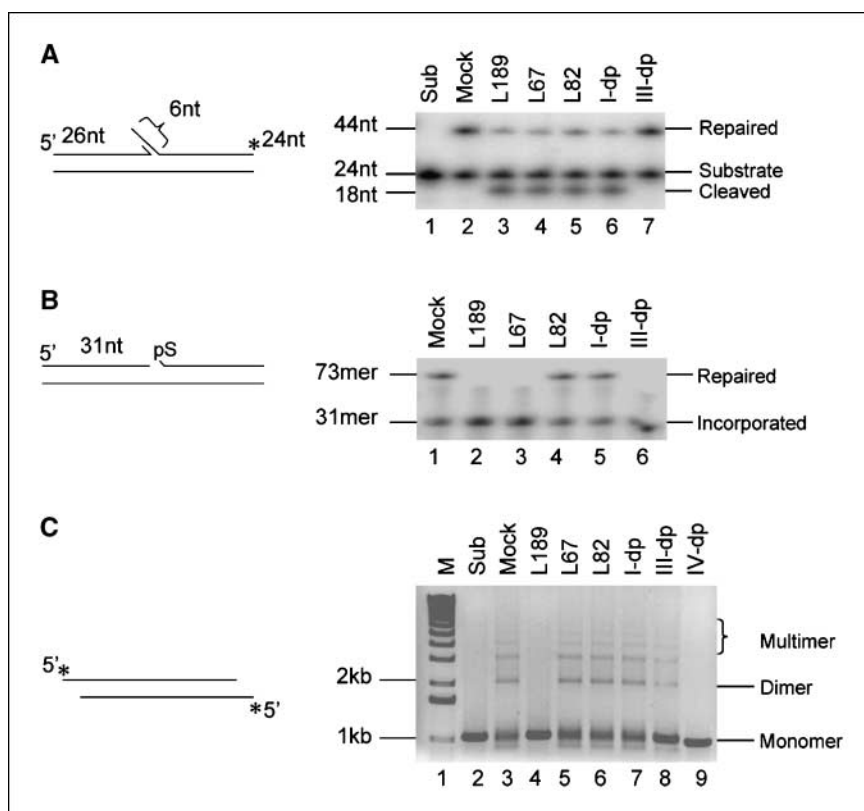 A
6nt
5' 26nt
*24nt
Sub Mock L189 L67 L82 I-dp III-dp
44nt Repaired
24nt Substrate
18nt Cleaved
1 2 3 4 5 6 7
B
5' 31nt pS
Mock L189 L67 L82 I-dp III-dp
73mer Repaired
31mer Incorporated
1 2 3 4 5 6
C
5'*
*5'
M Sub Mock L189 L67 L82 I-dp III-dp IV-dp
Multimer
2kb Dimer
1kb Monomer
1 2 3 4 5 6 7 8 9